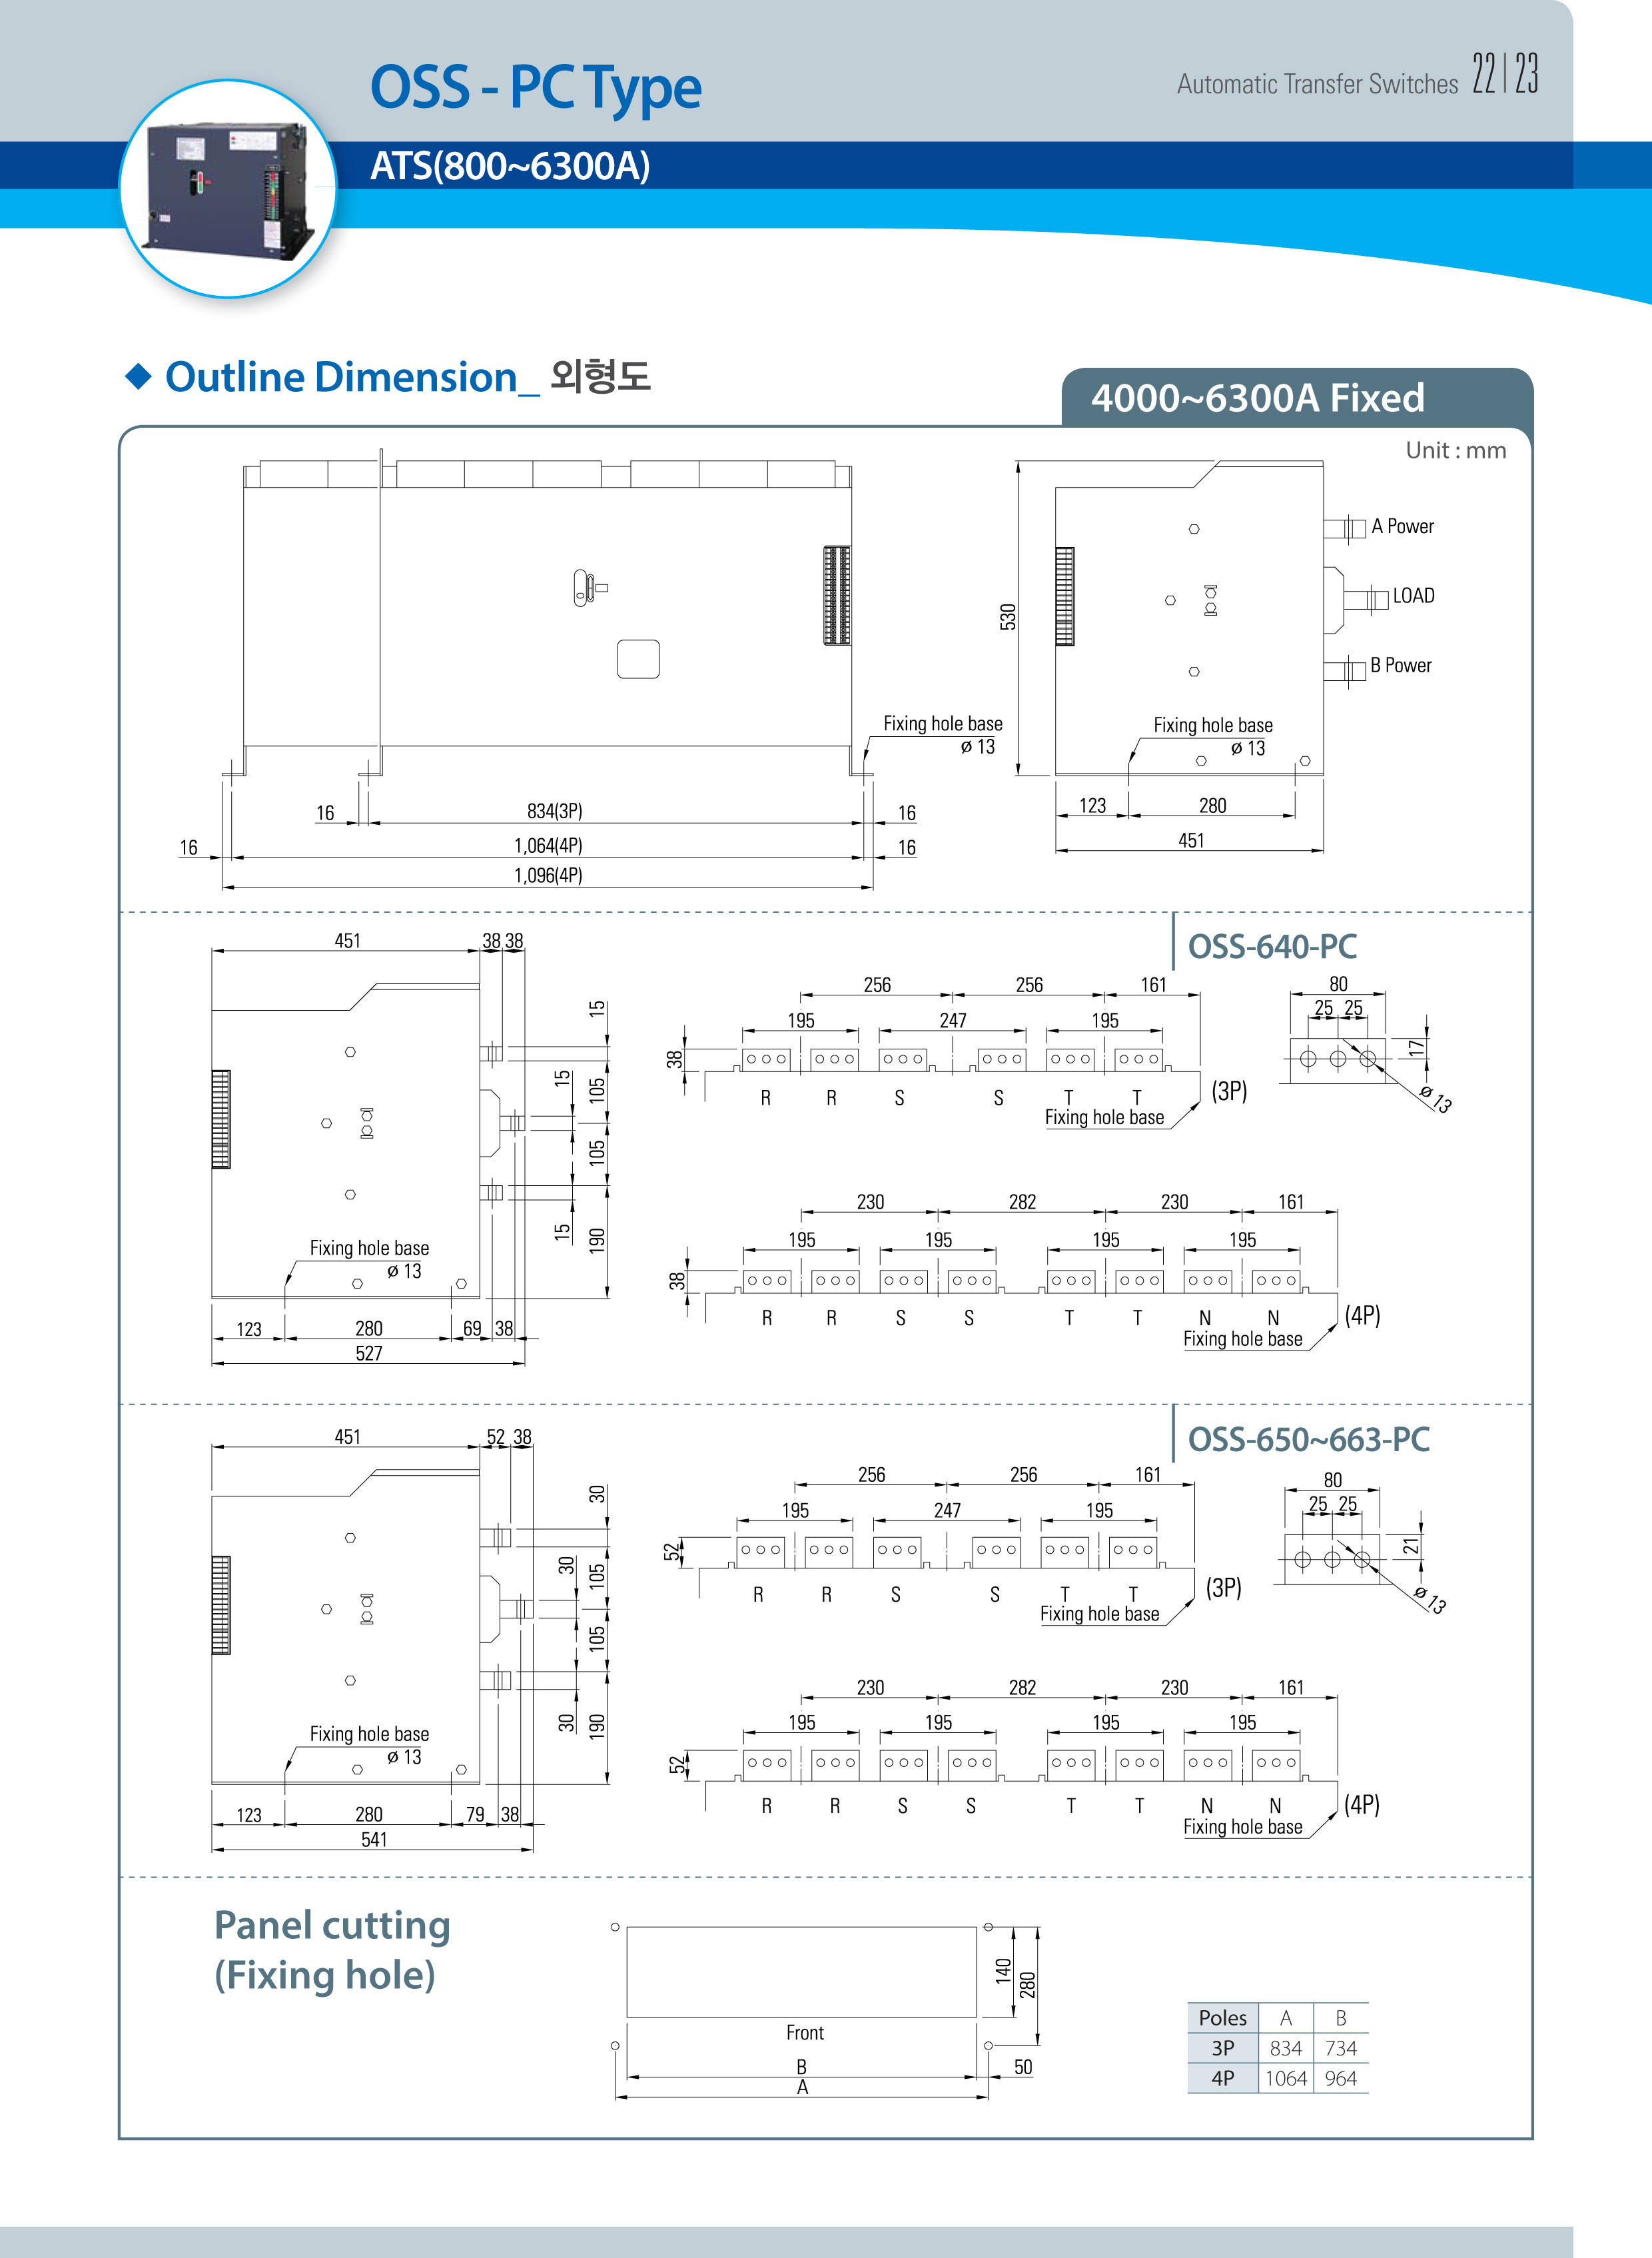 OSS - PC Type
Automatic Transfer Switches 22 | 23
ATS(800~6300A)
◆ Outline Dimension_ 외형도
4000~6300A Fixed
Unit : mm
A Power
LOAD
B Power
530
Fixing hole base
ø 13
Fixing hole base
ø 13
16
834(3P)
16
123
280
16
1,064(4P)
16
451
1,096(4P)
OSS-640-PC
451
38
38
15
15
105
105
15
190
Fixing hole base
ø 13
123
280
69
38
527
256
256
161
195
247
195
38
R R S S T T (3P)
Fixing hole base
80
25 25
17
ø 13
230
282
230
161
195
195
195
195
38
R R S S T T N N (4P)
Fixing hole base
OSS-650~663-PC
451
52
38
30
30
105
105
30
190
Fixing hole base
ø 13
123
280
79
38
541
256
256
161
195
247
195
52
R R S S T T (3P)
Fixing hole base
80
25 25
21
ø 13
230
282
230
161
195
195
195
195
52
R R S S T T N N (4P)
Fixing hole base
Panel cutting
(Fixing hole)
140
280
Front
B
50
A
Poles A B
3P 834 734
4P 1064 964